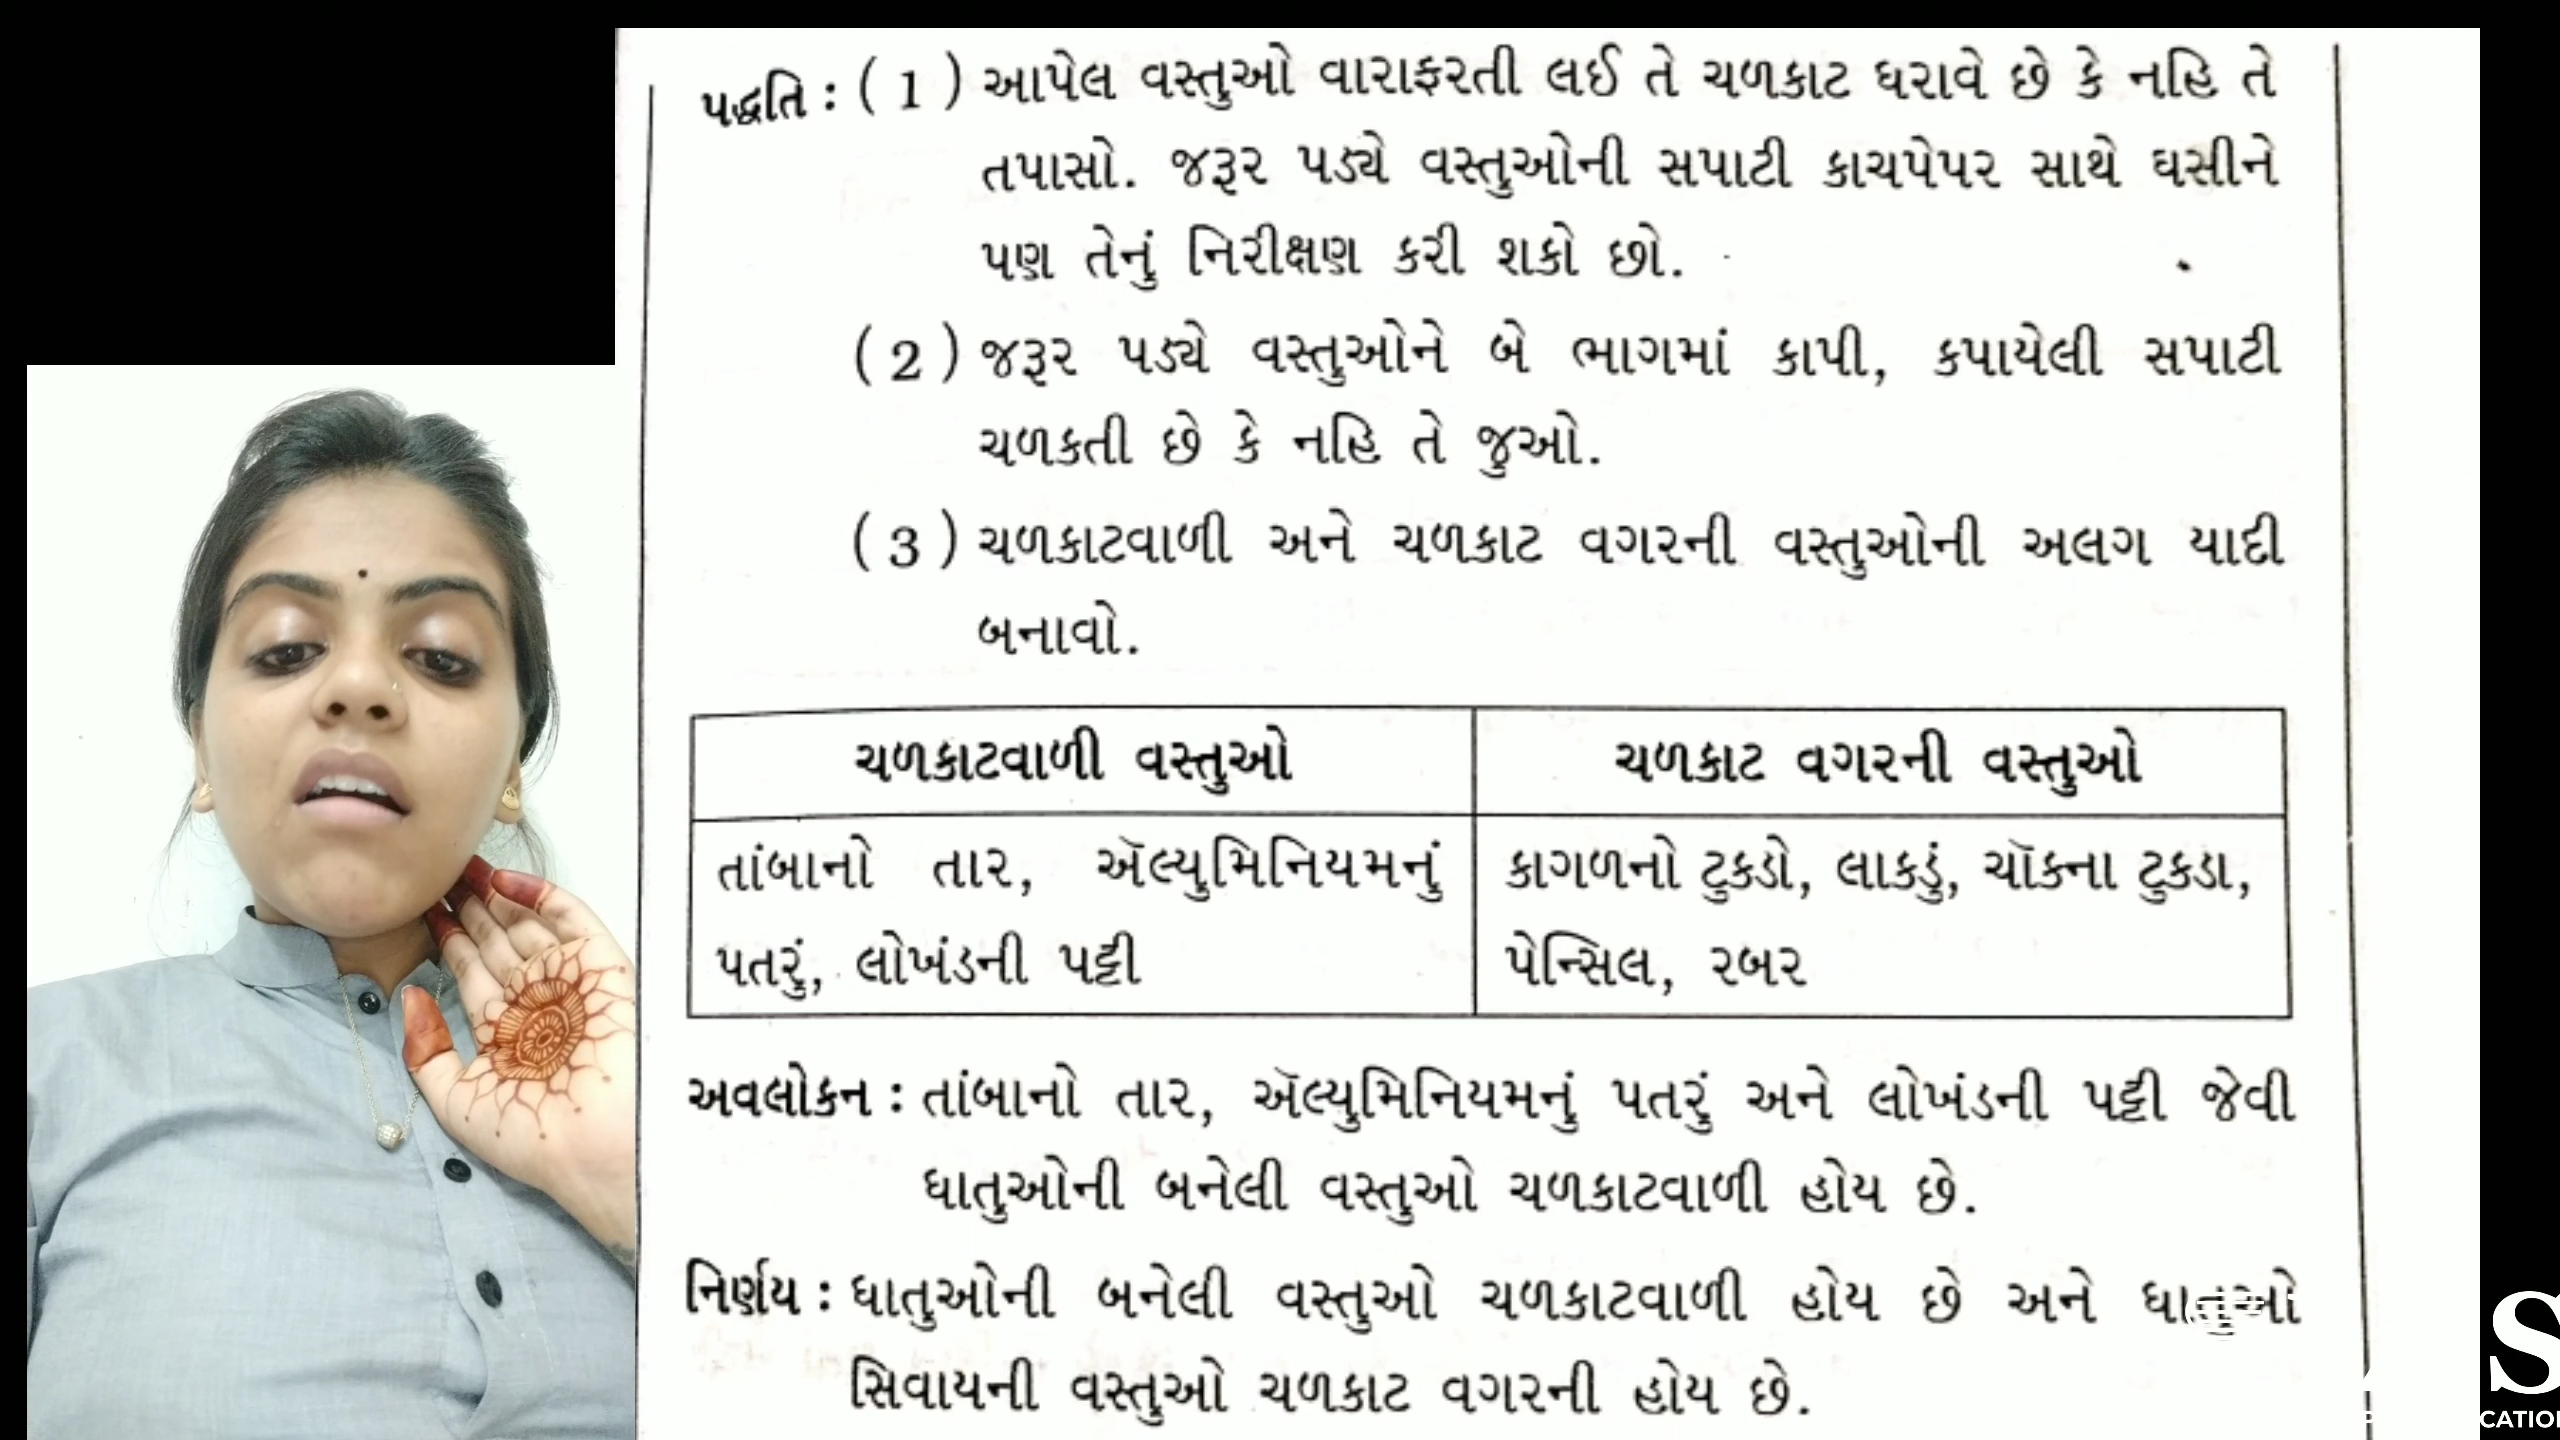 પદ્ધતિ : ( 1 ) આપેલ વસ્તુઓ વારાફરતી લઈ તે ચળકાટ ધરાવે છે કે નહિ તે
તપાસો. જરૂર પડ્યે વસ્તુઓની સપાટી કાચપેપર સાથે ઘસીને
પણ તેનું નિરીક્ષણ કરી શકો છો.
( 2 ) જરૂર પડ્યે વસ્તુઓને બે ભાગમાં કાપી, કપાયેલી સપાટી
ચળકતી છે કે નહિ તે જુઓ.
( 3 ) ચળકાટવાળી અને ચળકાટ વગરની વસ્તુઓની અલગ યાદી
બનાવો.
ચળકાટવાળી વસ્તુઓ
ચળકાટ વગરની વસ્તુઓ
તાંબાનો તાર, ઍલ્યુમિનિયમનું
પતરું, લોખંડની પટ્ટી
કાગળનો ટુકડો, લાકડું, ચૉકના ટુકડા,
પેન્સિલ, રબર
અવલોકન : તાંબાનો તાર, ઍલ્યુમિનિયમનું પતરું અને લોખંડની પટ્ટી જેવી
ધાતુઓની બનેલી વસ્તુઓ ચળકાટવાળી હોય છે.
નિર્ણય : ધાતુઓની બનેલી વસ્તુઓ ચળકાટવાળી હોય છે અને
સિવાયની વસ્તુઓ ચળકાટ વગરની હોય છે.
S
CATION